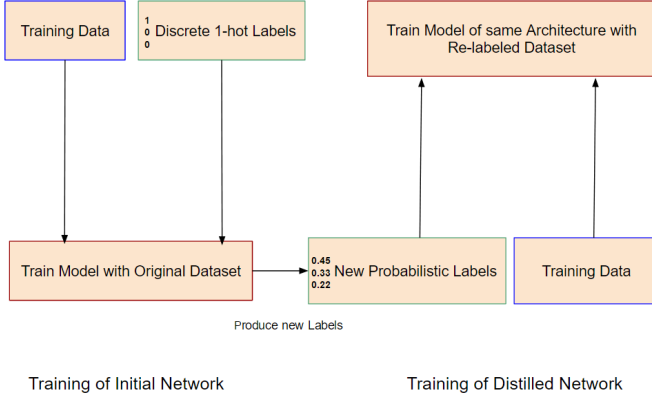 Training Data
1
0
0
Discrete 1-hot Labels
Train Model of same Architecture with
Re-labeled Dataset
Train Model with Original Dataset
0.45
0.33
0.22
New Probabilistic Labels
Training Data
Produce new Labels
Training of Initial Network
Training of Distilled Network